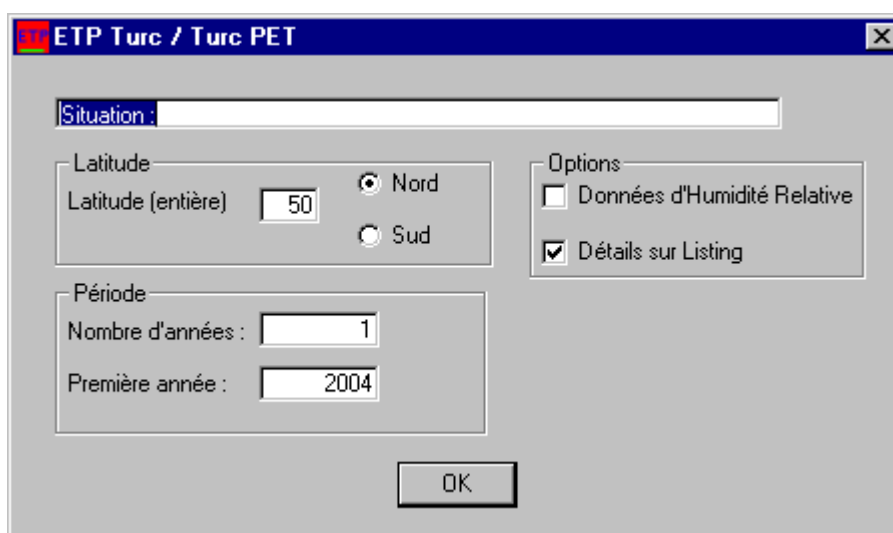 ETP ETP Turc / Turc PET
Situation :
Latitude
Latitude (entière) 50
Nord
Sud
Options
Données d'Humidité Relative
Détails sur Listing
Période
Nombre d'années : 1
Première année : 2004
OK